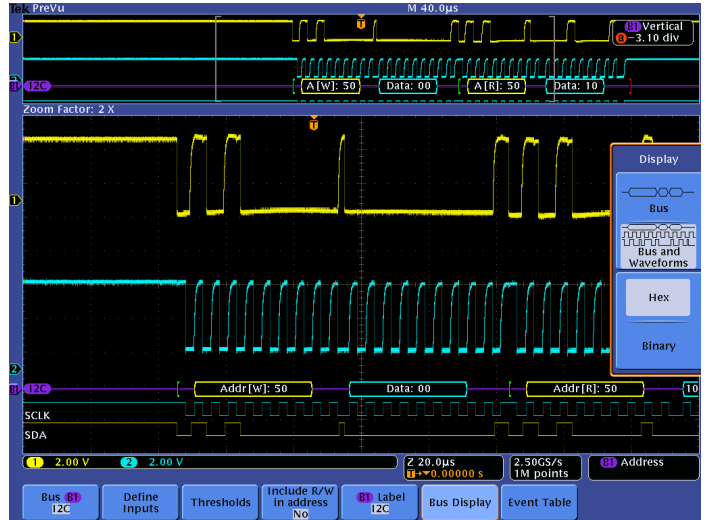 Tek PreVu M 40.0µs
B1 Vertical
a -3.10 div
T
1
2
B1 I2C A [W]: 50 Data: 00 A [R]: 50 Data: 10
Zoom Factor: 2 X
T
Display
Bus
Bus and
Waveforms
Hex
Binary
1
2
B1 I2C Addr[W]: 50 Data: 00 Addr[R]: 50 10
SCLK
SDA
1 2.00 V 2 2.00 V
Z 20.0µs
T→▼0.00000 s
2.50GS/s
1M points
B1 Address
Bus B1
I2C
Define
Inputs
Thresholds
Include R/W
in address
No
B1 Label
I2C
Bus Display
Event Table